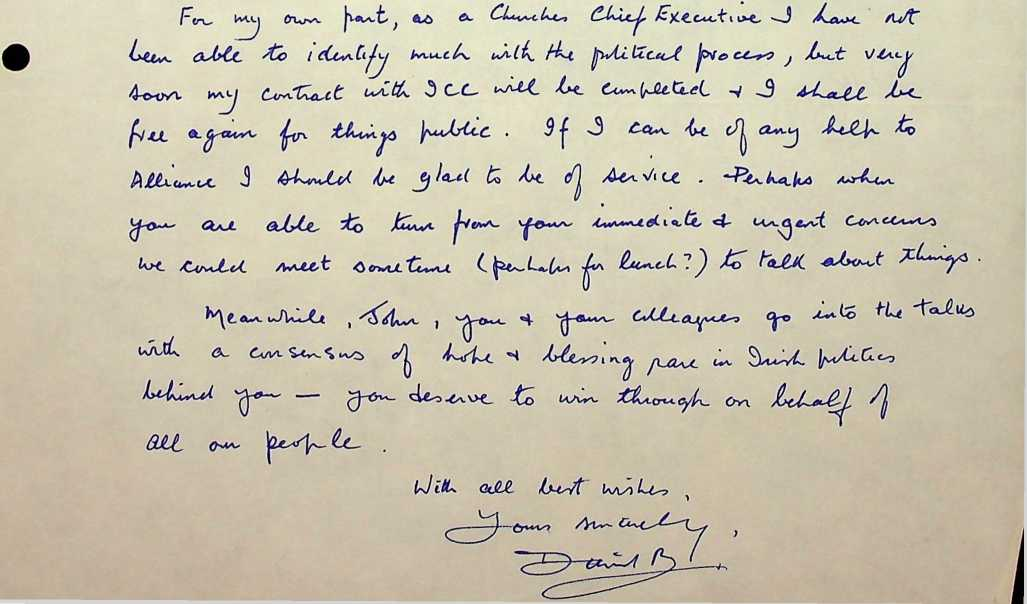 For my own part, as a Churches Chief Executive I have not
been able to identify much with the political process, but very
soon my contract with ICC will be completed & I shall be
free again for things public. If I can be of any help to
Alliance I should be glad to be of service. Perhaps when
you are able to turn from your immediate & urgent concerns
we could meet sometime (perhaps for lunch?) to talk about things.
Meanwhile, John, you & your colleagues go into the talks
with a consensus of hope & blessing rare in Irish politics
behind you — you deserve to win through on behalf of
all our people.
With all best wishes,
Yours sincerely,
David B